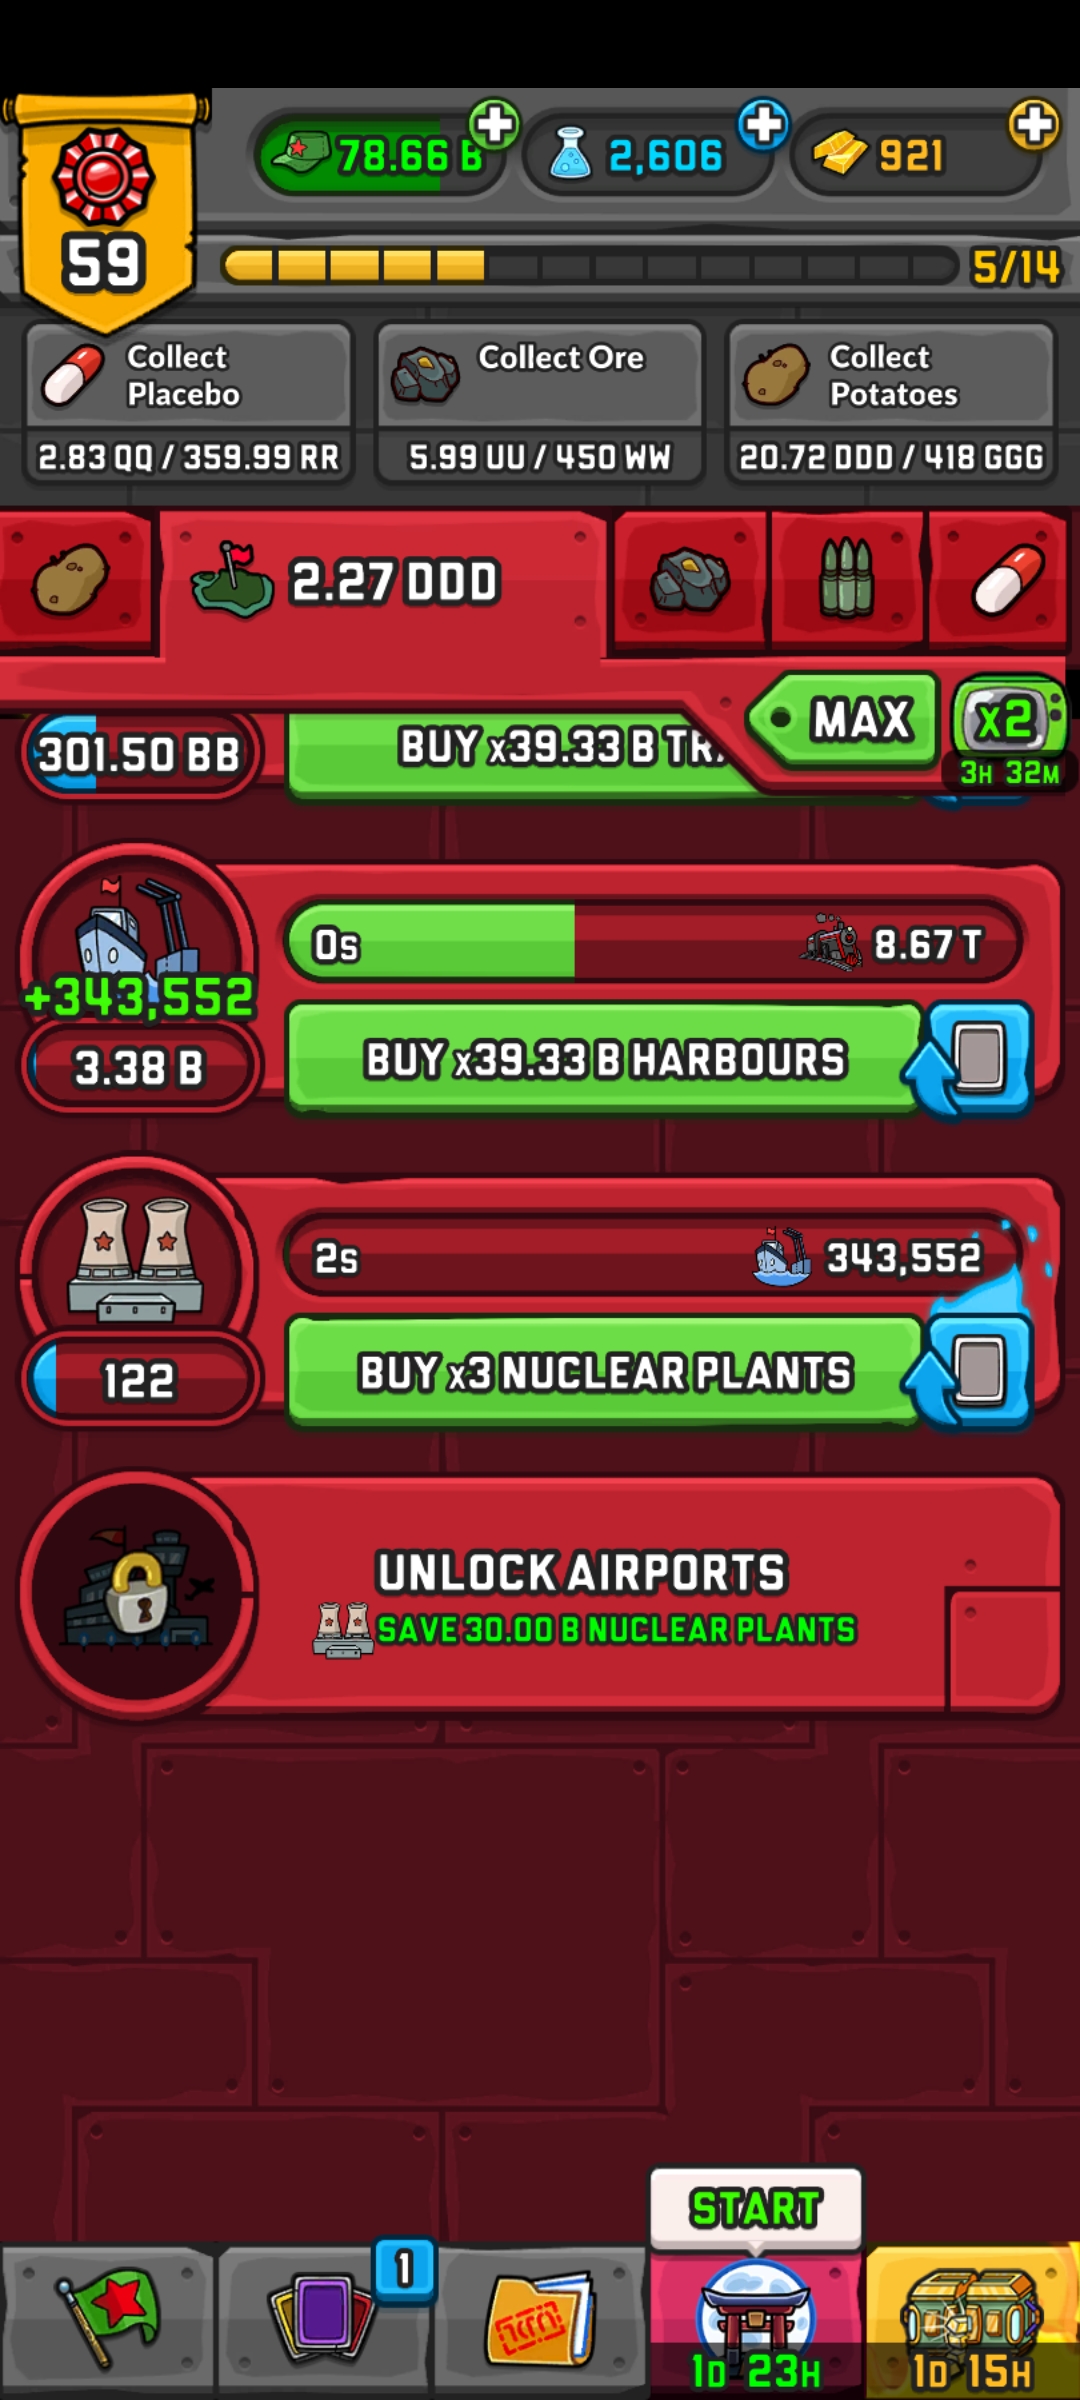 59
78.66 B
2,606
921
5/14
Collect
Placebo
2.83 QQ / 359.99 RR
Collect Ore
5.99 UU / 450 WW
Collect
Potatoes
20.72 DDD / 418 GGG
2.27 DDD
MAX
x2
3H 32M
301.50 BB
BUY x39.33 B
+343,552
3.38 B
0s
8.67 T
BUY x39.33 B HARBOURS
122
2s
343,552
BUY x3 NUCLEAR PLANTS
UNLOCK AIRPORTS
SAVE 30.00 B NUCLEAR PLANTS
START
1
1D 23H
1D 15H